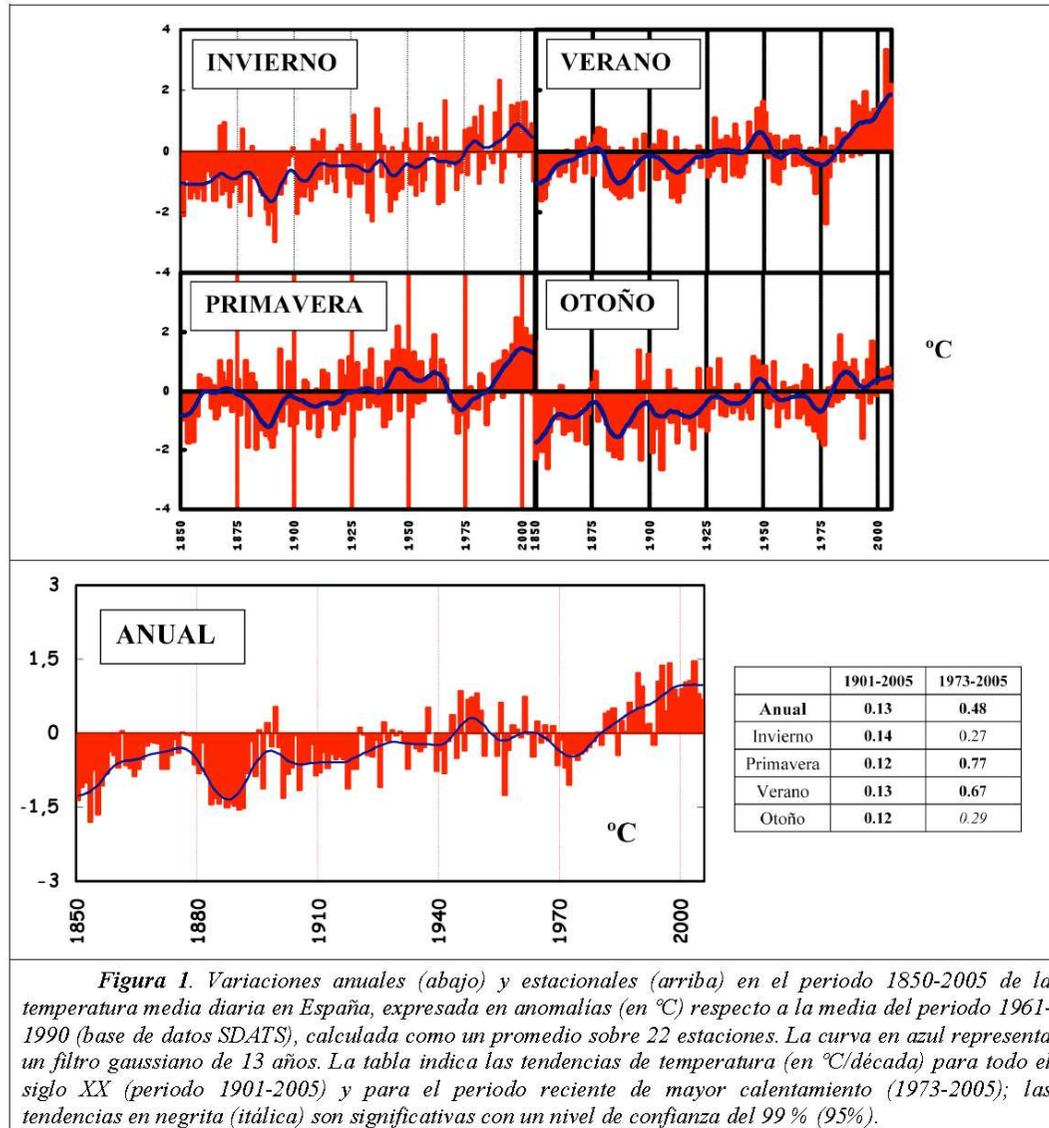 4
2
0
-2
-4
INVIERNO
VERANO
2
0
-2
-4
PRIMAVERA
OTOÑO
ºC
1850
1875
1900
1925
1950
1975
2000
1850
1875
1900
1925
1950
1975
2000
3
1,5
0
-1,5
-3
ANUAL
ºC
1850
1880
1910
1940
1970
2000
1901-2005 1973-2005
Anual 0.13 0.48
Invierno 0.14 0.27
Primavera 0.12 0.77
Verano 0.13 0.67
Otoño 0.12 0.29
Figura 1. Variaciones anuales (abajo) y estacionales (arriba) en el periodo 1850-2005 de la
temperatura media diaria en España, expresada en anomalías (en ºC) respecto a la media del periodo 1961-
1990 (base de datos SDATS), calculada como un promedio sobre 22 estaciones. La curva en azul representa
un filtro gaussiano de 13 años. La tabla indica las tendencias de temperatura (en ºC/década) para todo el
siglo XX (periodo 1901-2005) y para el periodo reciente de mayor calentamiento (1973-2005); las
tendencias en negrita (itálica) son significativas con un nivel de confianza del 99 % (95%).